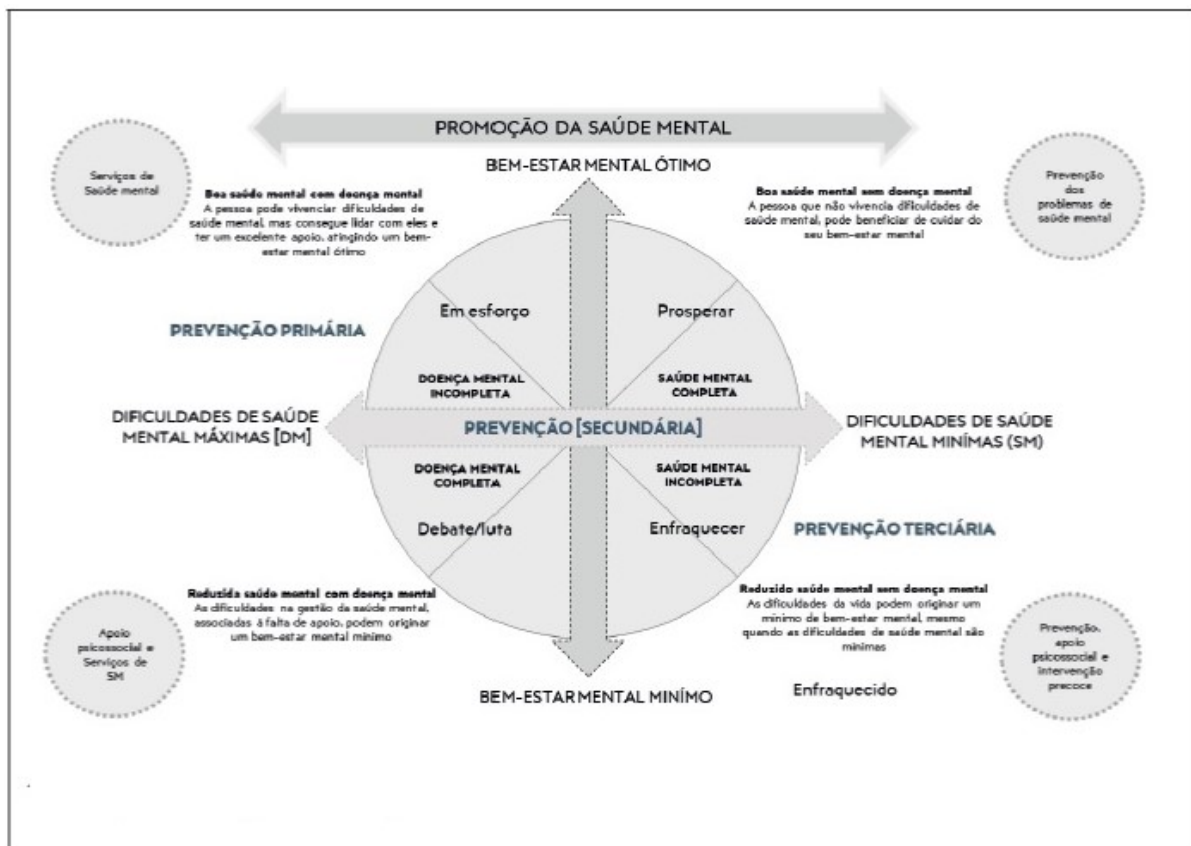 PROMOÇÃO DA SAÚDE MENTAL
BEM-ESTAR MENTAL ÓTIMO
Serviços de
Saúde mental
Boa saúde mental com doença mental
A pessoa pode vivenciar dificuldades de
saúde mental, mas consegue lidar com eles e
ter um excelente apoio, atingindo um bem-
estar mental ótimo
Boa saúde mental sem doença mental
A pessoa que não vivencia dificuldades de
saúde mental, pode beneficiar de cuidar do
seu bem-estar mental
Prevenção
dos
problemas de
saúde mental
Em esforço
Prosperar
PREVENÇÃO PRIMÁRIA
DOENÇA MENTAL
INCOMPLETA
SAÚDE MENTAL
COMPLETA
DIFICULDADES DE SAÚDE
MENTAL MÁXIMAS [DM]
PREVENÇÃO [SECUNDÁRIA]
DIFICULDADES DE SAÚDE
MENTAL MINÍMAS (SM)
DOENÇA MENTAL
COMPLETA
SAÚDE MENTAL
INCOMPLETA
Debate/luta
Enfraquecer
PREVENÇÃO TERCIÁRIA
Reduzida saúde mental com doença mental
As dificuldades na gestão da saúde mental,
associadas á falta de apoio, podem originar
um bem-estar mental mínimo
Reduzido saúde mental sem doença mental
As dificuldades da vida podem originar um
mínimo de bem-estar mental, mesmo
quando as dificuldades de saúde mental são
mínimas
Apoio
psicossocial e
Serviços de
SM
Prevenção,
apoio
psicossocial e
intervenção
precoce
BEM-ESTAR MENTAL MINÍMO
Enfraquecido